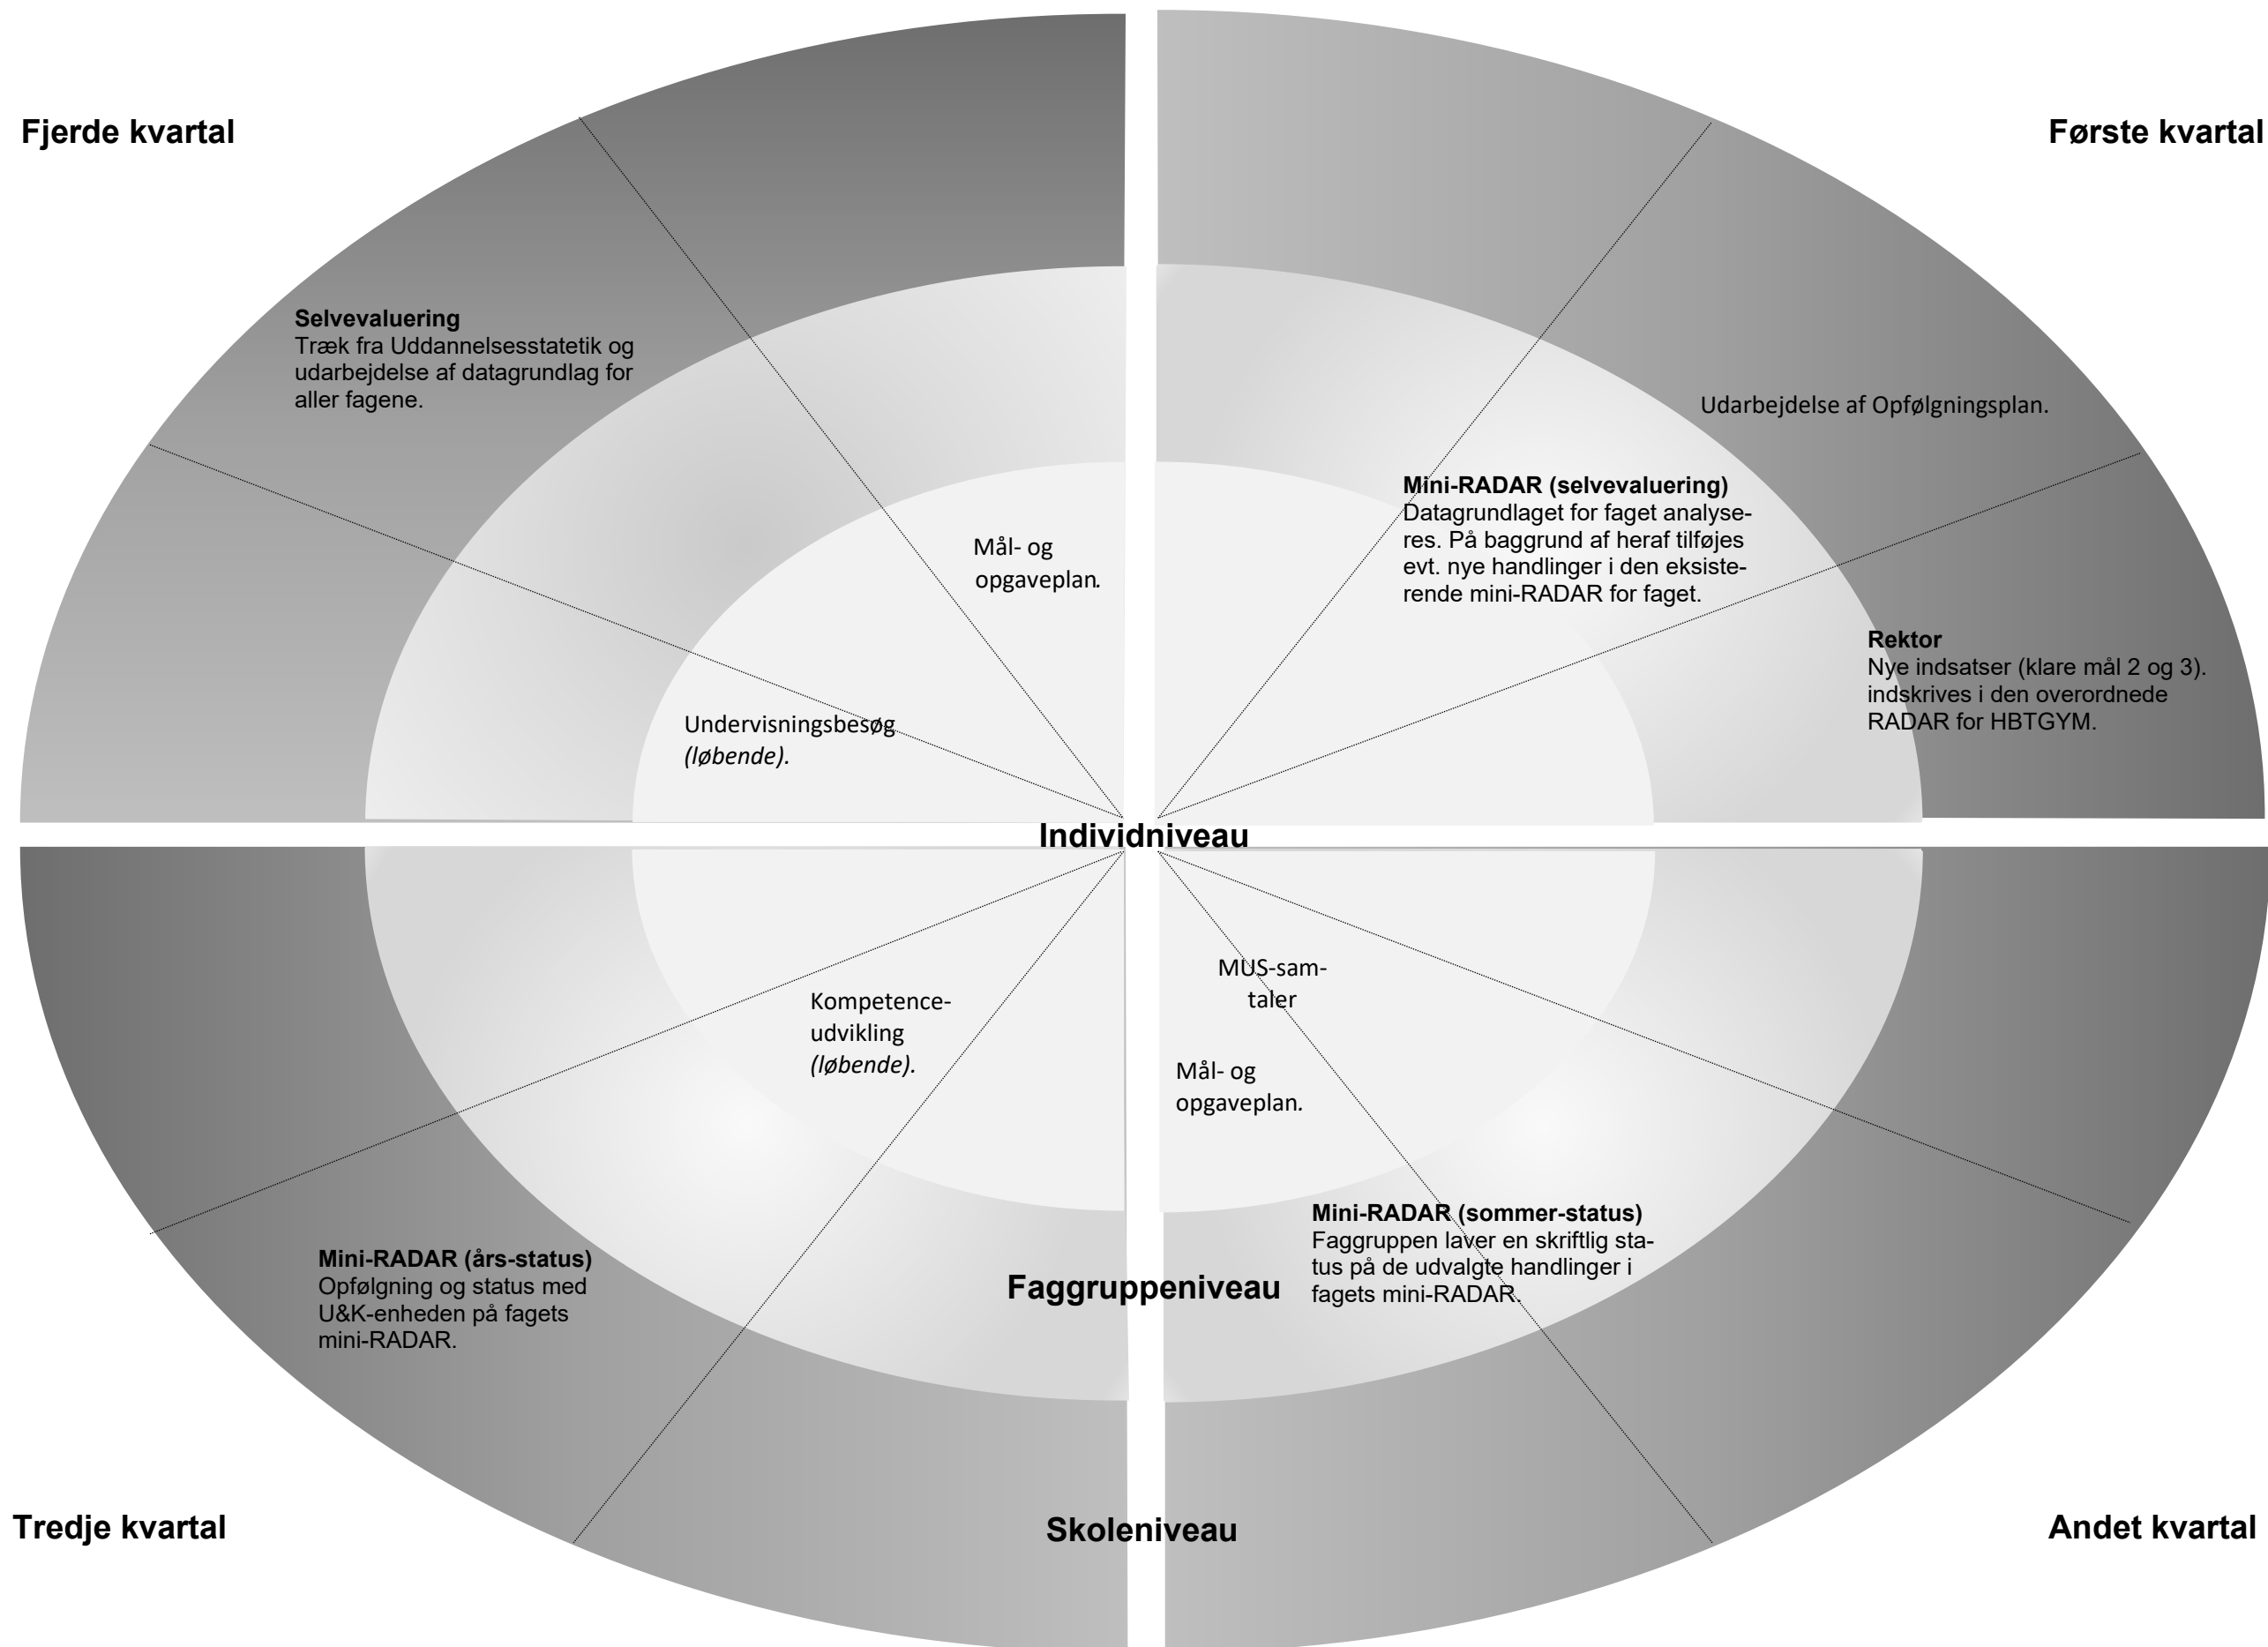 Fjerde kvartal
Første kvartal
Selvevaluering
Træk fra Uddannelsesstatetik og
udarbejdelse af datagrundlag for
aller fagene.
Udarbejdelse af Opfølgningsplan.
Mini-RADAR (selvevaluering)
Datagrundlaget for faget analyse-
res. På baggrund af heraf tilføjes
evt. nye handlinger i den eksiste-
rende mini-RADAR for faget.
Mål- og
opgaveplan.
Rektor
Nye indsatser (klare mål 2 og 3).
indskrives i den overordnede
RADAR for HBTGYM.
Undervisningsbesøg
(løbende).
Individniveau
MUS-sam-
taler
Kompetence-
udvikling
(løbende).
Mål- og
opgaveplan.
Mini-RADAR (sommer-status)
Faggruppen laver en skriftlig sta-
tus på de udvalgte handlinger i
fagets mini-RADAR.
Mini-RADAR (års-status)
Opfølgning og status med
U&K-enheden på fagets
mini-RADAR.
Faggruppeniveau
Tredje kvartal
Skoleniveau
Andet kvartal